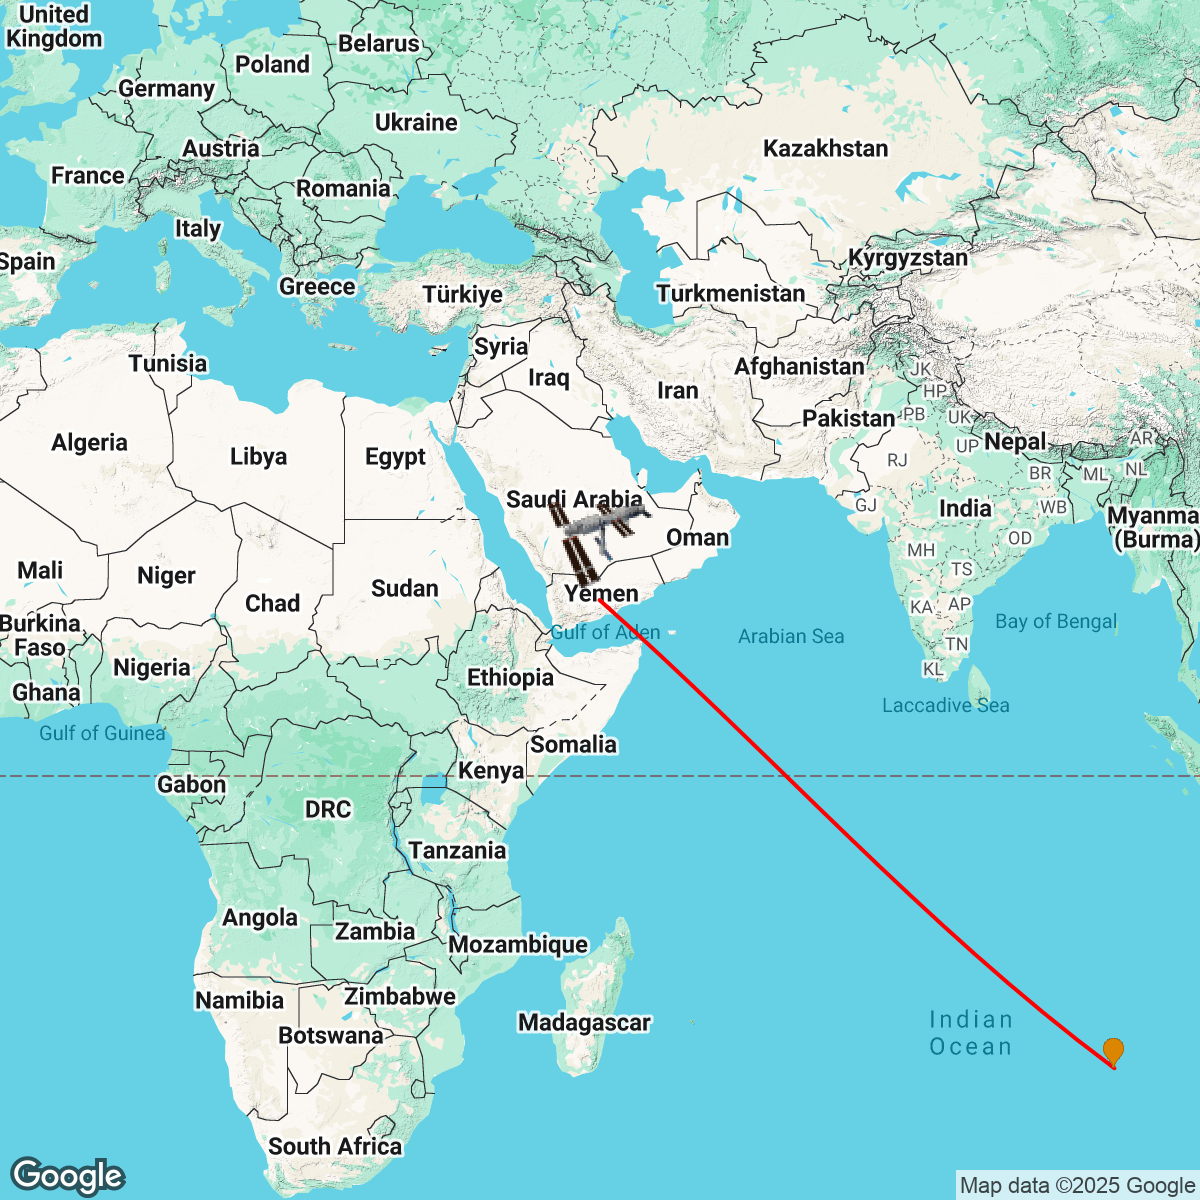 United
Kingdom
Belarus
Poland
Germany
Ukraine
Austria
Kazakhstan
France
Romania
Italy
Kyrgyzstan
Spain
Greece
Türkiye
Turkmenistan
Syria
Tunisia
Afghanistan
Iraq
JK
Iran
HP
Pakistan
PB
UK
Algeria
Nepal
AR
UP
Libya
Egypt
RJ
NL
BR
ML
Saudi Arabia
GJ
India
WB
Myanma
(Burma)
Oman
OD
MH
Mali
Niger
TS
Sudan
Yemen
Chad
KA
AP
Burkina
Faso
Gulf of Aden
Arabian Sea
Bay of Bengal
TN
Nigeria
KL
Ethiopia
Ghana
Laccadive Sea
Gulf of Guinea
Somalia
Kenya
Gabon
DRC
Tanzania
Angola
Zambia
Mozambique
Namibia
Zimbabwe
Madagascar
Indian
Ocean
Botswana
South Africa
Google
Map data ©2025 Google